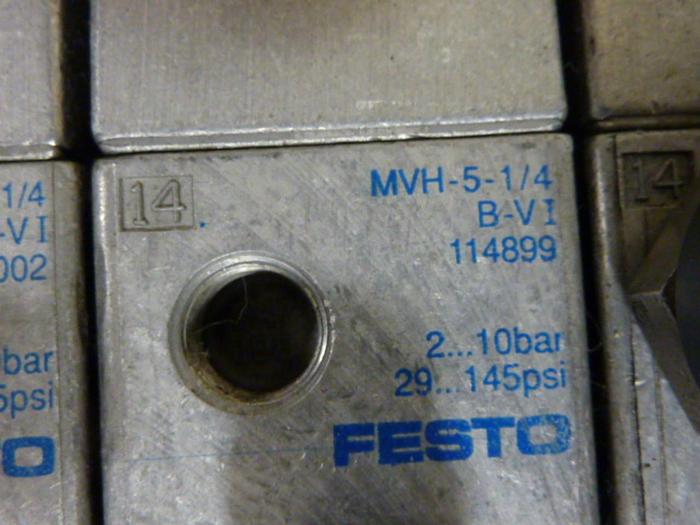 1/4
-VI
002
bar
5psi
O
14
MVH-5-1/4
B-VI
114899
2...10bar
29...145psi
FESTO
14